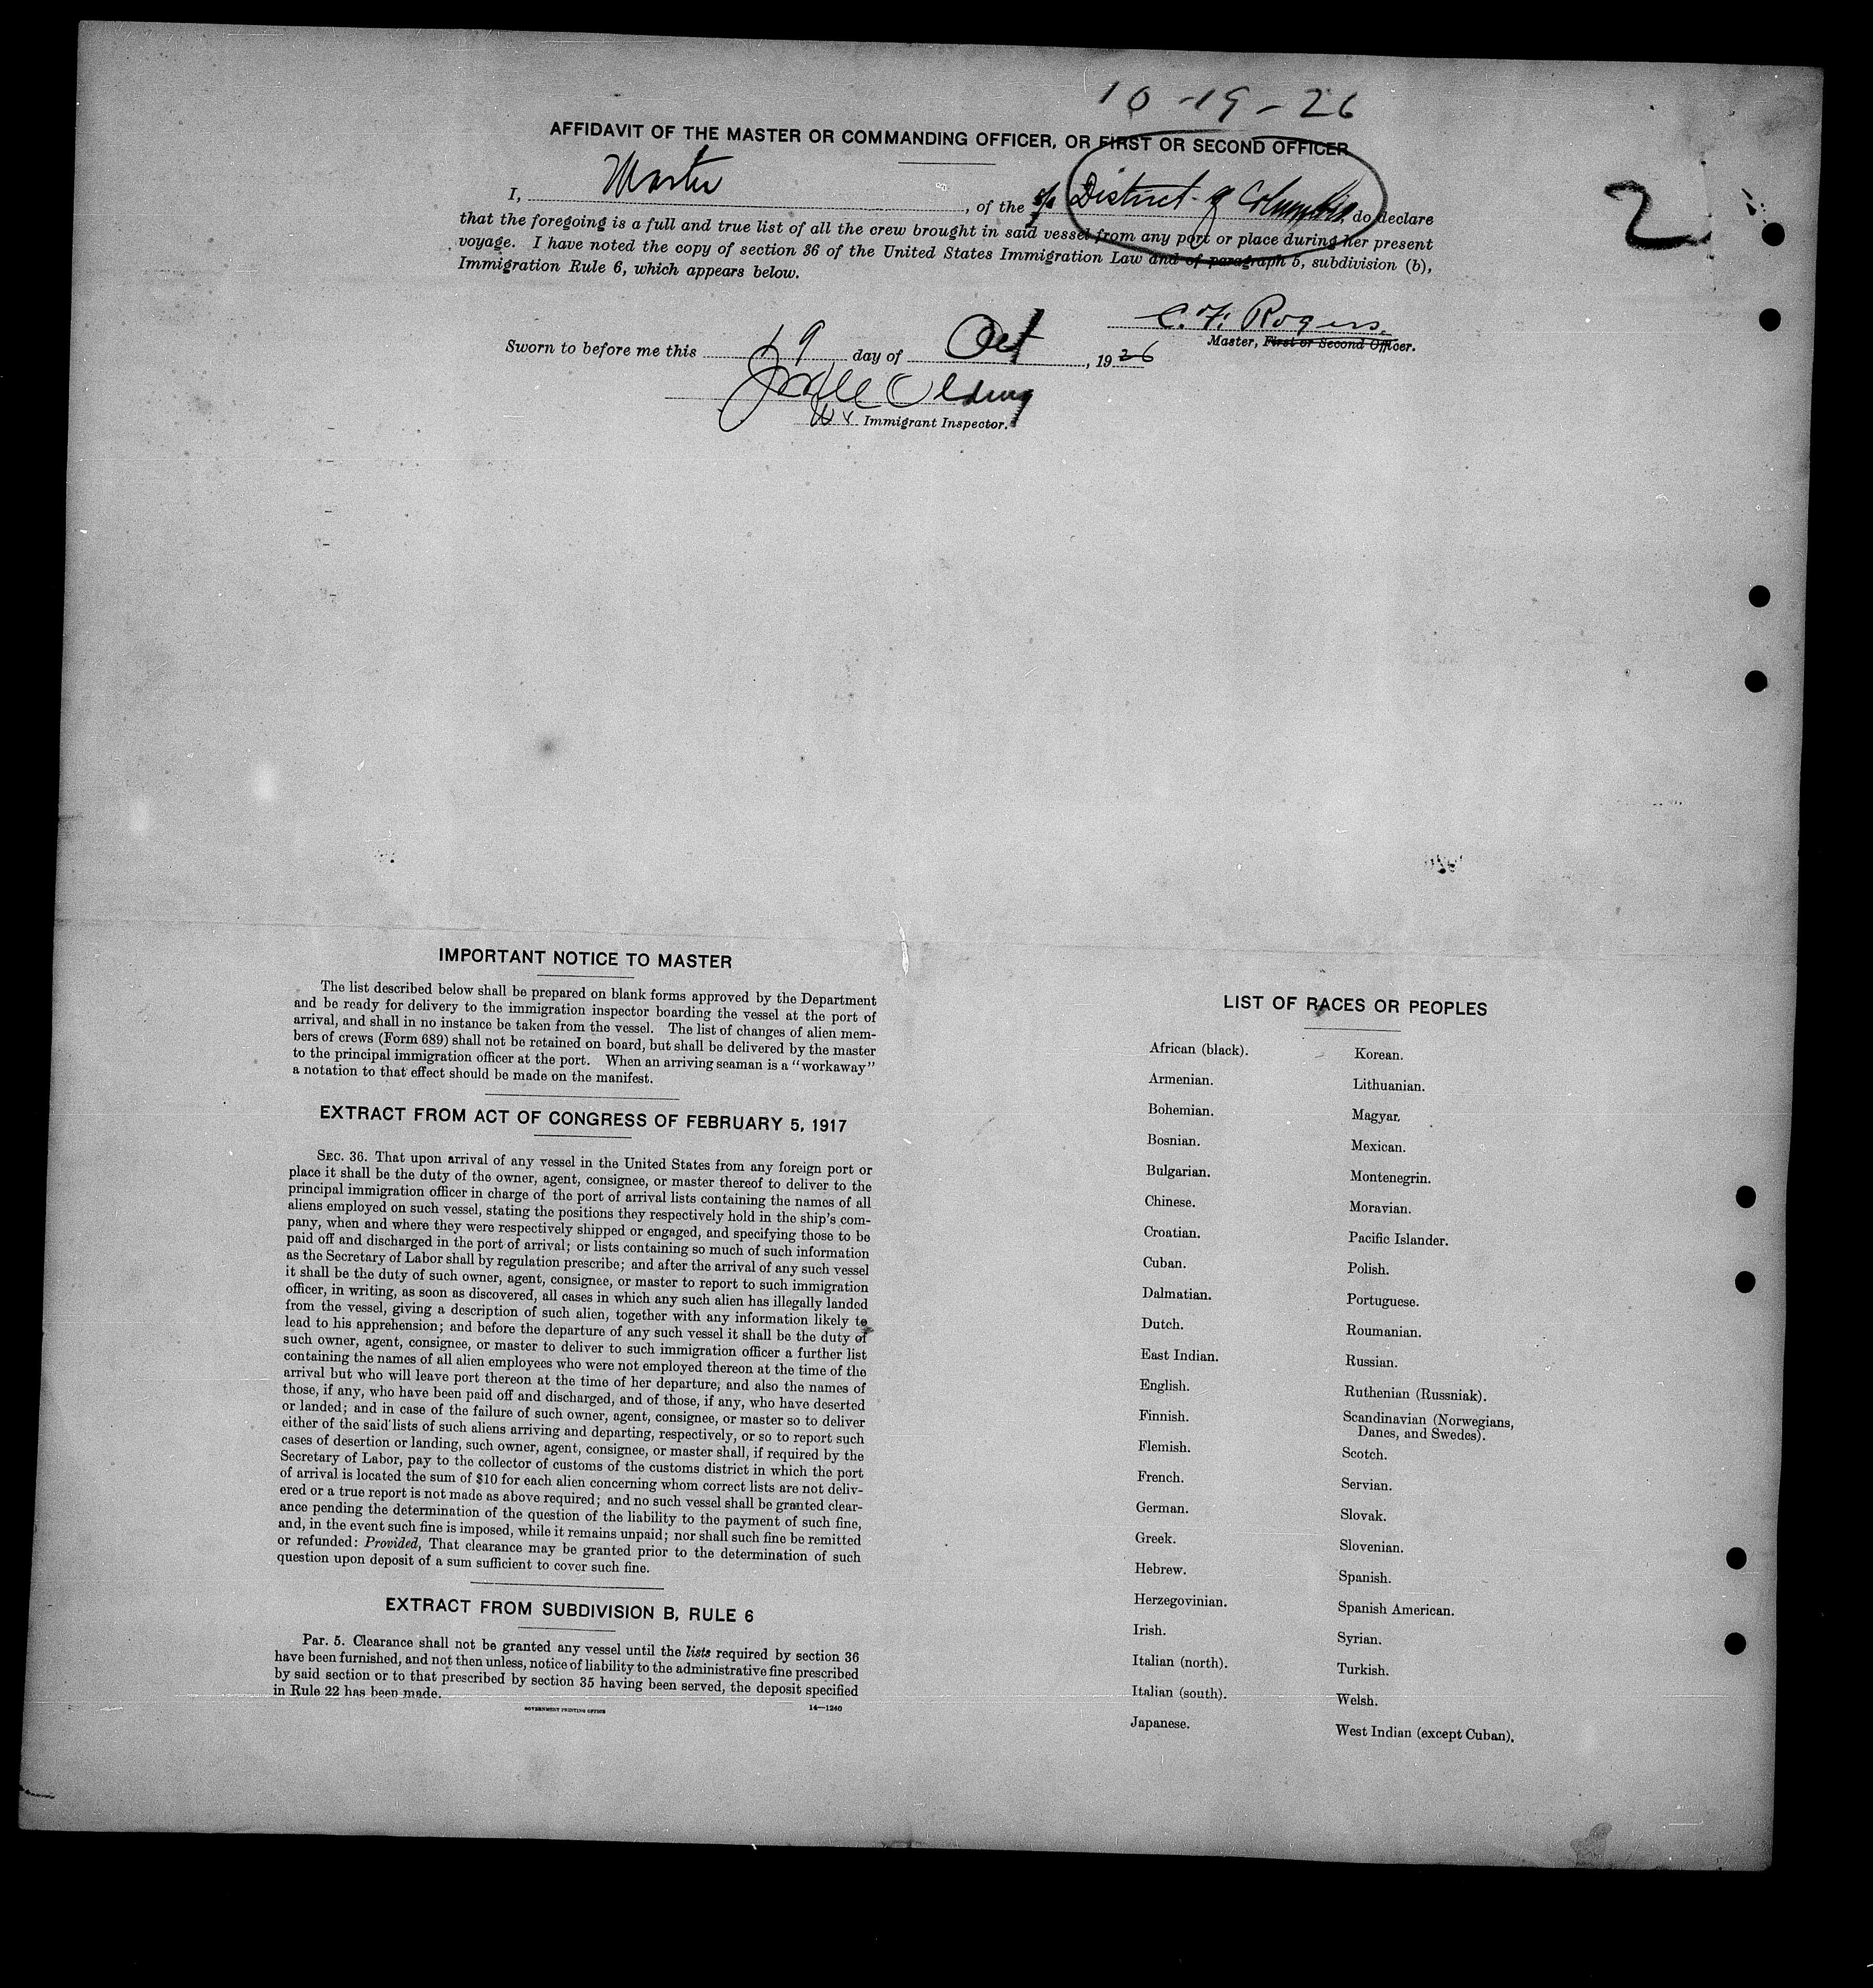 10-19-26
AFFIDAVIT OF THE MASTER OR COMMANDING OFFICER, OR FIRST OR SECOND OFFICER
2
I, Master, of the S/S District of Columbia do declare
that the foregoing is a full and true list of all the crew brought in said vessel from any port or place during her present
voyage. I have noted the copy of section 36 of the United States Immigration Law and of paragraph 5, subdivision (b),
Immigration Rule 6, which appears below.
C. F. Rogers.
Master, First or Second Officer.
Sworn to before me this 19 day of Oct, 1926
Immigrant Inspector.
IMPORTANT NOTICE TO MASTER
The list described below shall be prepared on blank forms approved by the Department
and be ready for delivery to the immigration inspector boarding the vessel at the port of
arrival, and shall in no instance be taken from the vessel. The list of changes of alien mem-
bers of crews (Form 689) shall not be retained on board, but shall be delivered by the master
to the principal immigration officer at the port. When an arriving seaman is a "workaway"
a notation to that effect should be made on the manifest.
EXTRACT FROM ACT OF CONGRESS OF FEBRUARY 5, 1917
SEC. 36. That upon arrival of any vessel in the United States from any foreign port or
place it shall be the duty of the owner, agent, consignee, or master thereof to deliver to the
principal immigration officer in charge of the port of arrival lists containing the names of all
aliens employed on such vessel, stating the positions they respectively hold in the ship's com-
pany, when and where they were respectively shipped or engaged, and specifying those to be
paid off and discharged in the port of arrival; or lists containing so much of such information
as the Secretary of Labor shall by regulation prescribe; and after the arrival of any such vessel
it shall be the duty of such owner, agent, consignee, or master to report to such immigration
officer, in writing, as soon as discovered, all cases in which any such alien has illegally landed
from the vessel, giving a description of such alien, together with any information likely to
lead to his apprehension; and before the departure of any such vessel it shall be the duty of
such owner, agent, consignee, or master to deliver to such immigration officer a further list
containing the names of all alien employees who were not employed thereon at the time of the
arrival but who will leave port thereon at the time of her departure, and also the names of
those, if any, who have been paid off and discharged, and of those, if any, who have deserted
or landed; and in case of the failure of such owner, agent, consignee, or master so to deliver
either of the said lists of such aliens arriving and departing, respectively, or so to report such
cases of desertion or landing, such owner, agent, consignee, or master shall, if required by the
Secretary of Labor, pay to the collector of customs of the customs district in which the port
of arrival is located the sum of $10 for each alien concerning whom correct lists are not deliv-
ered or a true report is not made as above required; and no such vessel shall be granted clear-
ance pending the determination of the question of the liability to the payment of such fine,
and, in the event such fine is imposed, while it remains unpaid; nor shall such fine be remitted
or refunded: Provided, That clearance may be granted prior to the determination of such
question upon deposit of a sum sufficient to cover such fine.
EXTRACT FROM SUBDIVISION B, RULE 6
Par. 5. Clearance shall not be granted any vessel until the lists required by section 36
have been furnished, and not then unless, notice of liability to the administrative fine prescribed
by said section or to that prescribed by section 35 having been served, the deposit specified
in Rule 22 has been made.
GOVERNMENT PRINTING OFFICE 14—1240
LIST OF RACES OR PEOPLES
African (black).
Armenian.
Bohemian.
Bosnian.
Bulgarian.
Chinese.
Croatian.
Cuban.
Dalmatian.
Dutch.
East Indian.
English.
Finnish.
Flemish.
French.
German.
Greek.
Hebrew.
Herzegovinian.
Irish.
Italian (north).
Italian (south).
Japanese.
Korean.
Lithuanian.
Magyar.
Mexican.
Montenegrin.
Moravian.
Pacific Islander.
Polish.
Portuguese.
Roumanian.
Russian.
Ruthenian (Russniak).
Scandinavian (Norwegians,
Danes, and Swedes).
Scotch.
Servian.
Slovak.
Slovenian.
Spanish.
Spanish American.
Syrian.
Turkish.
Welsh.
West Indian (except Cuban).